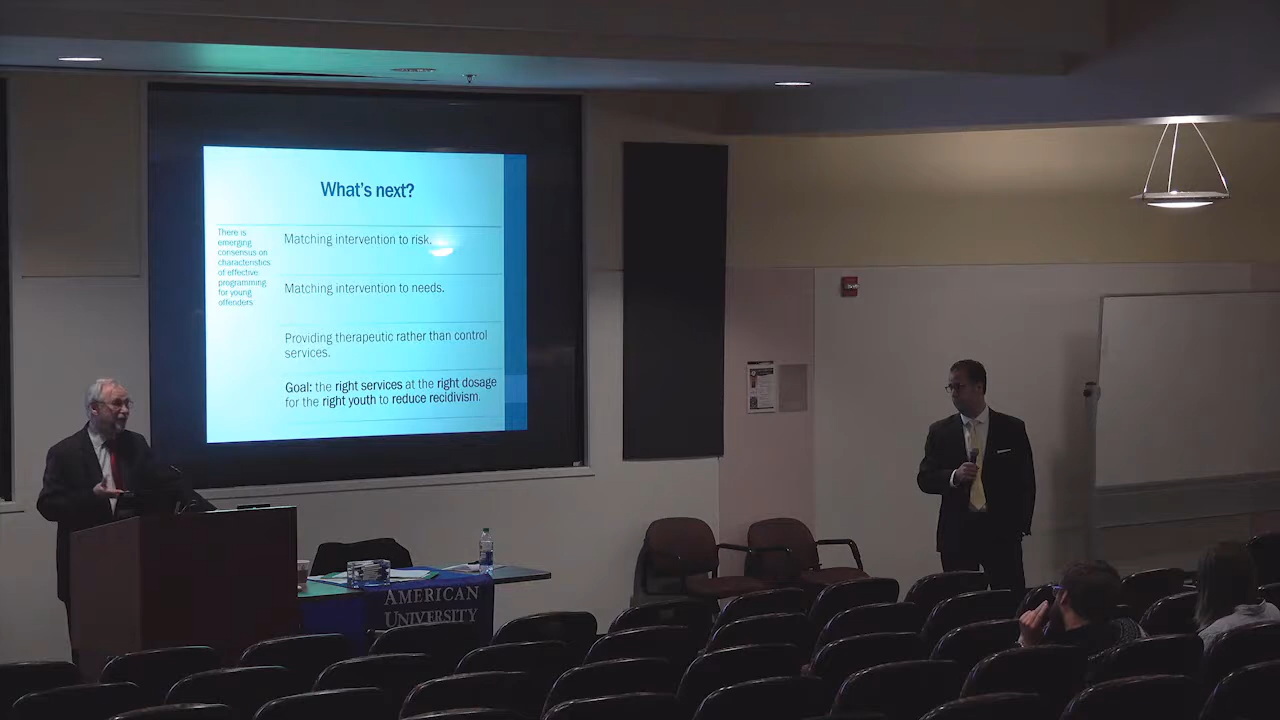 What's next?
There is
emerging
consensus on
characteristics
of effective
programming
for young
offenders
Matching intervention to risk.
Matching intervention to needs.
Providing therapeutic rather than control
services.
Goal: the right services at the right dosage
for the right youth to reduce recidivism.
AMERICAN
UNIVERSITY